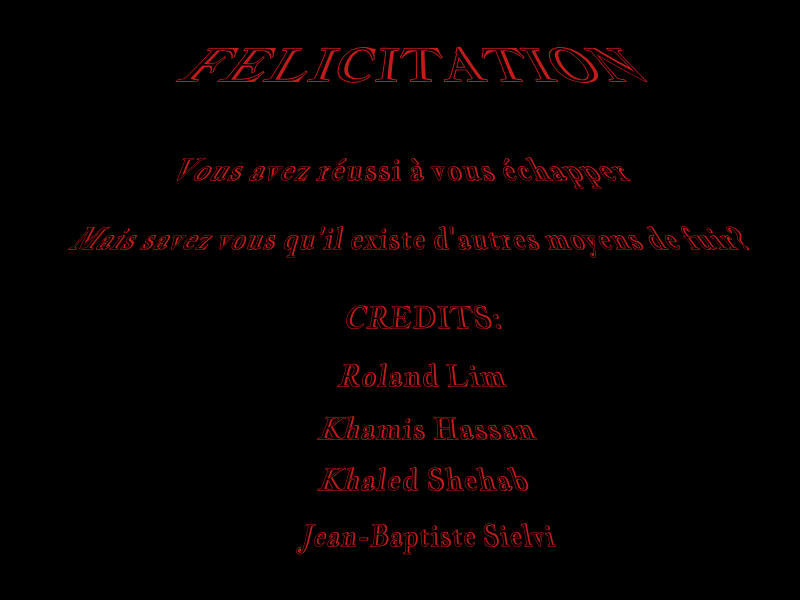 FELICITATION
Vous avez réussi à vous échapper
Mais savez vous qu'il existe d'autres moyens de fuir?
CREDITS:
Roland Lim
Khamis Hassan
Khaled Shehab
Jean-Baptiste Sielvi